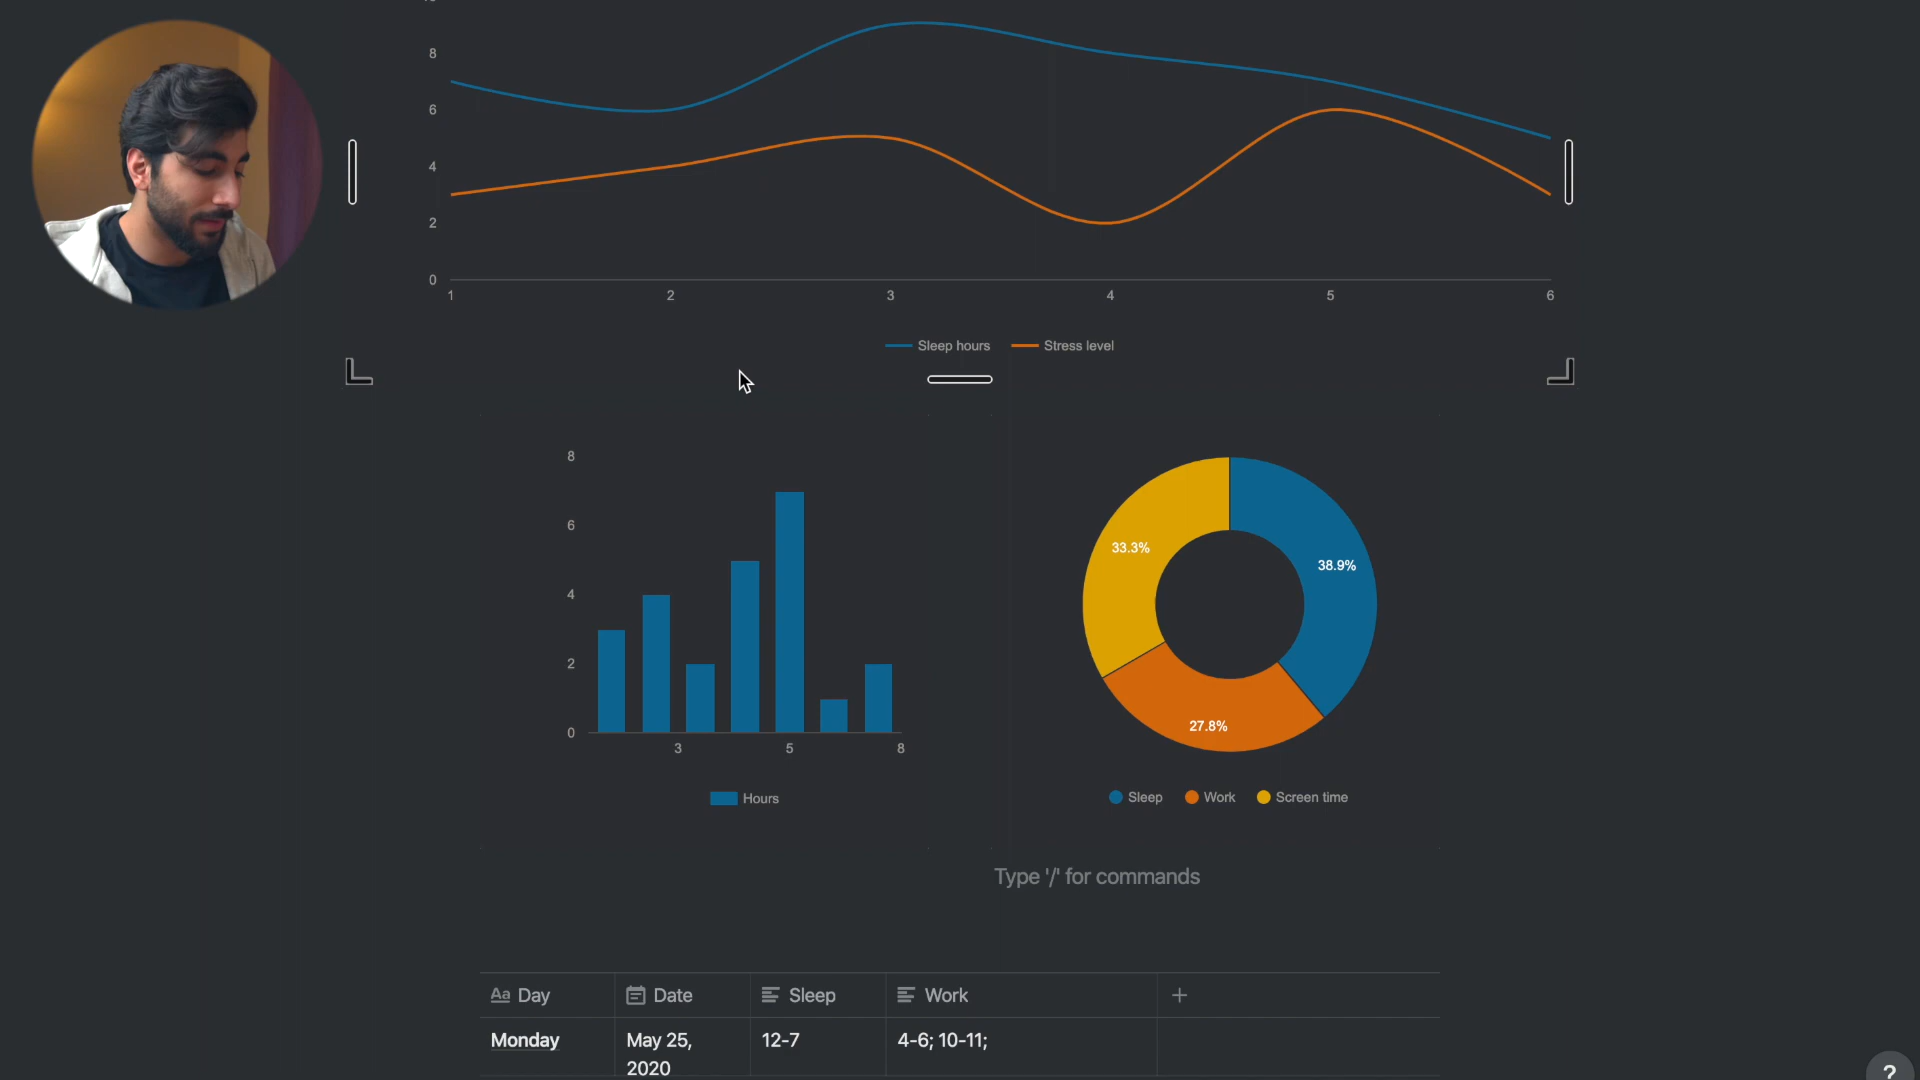 8
6
4
2
0
1 2 3 4 5 6
Sleep hours Stress level
8
6
4
2
0
3 5 8
Hours
33.3%
38.9%
27.8%
Sleep Work Screen time
Type '/' for commands
Aa Day Date Sleep Work +
Monday May 25, 12-7 4-6; 10-11;
2020
?